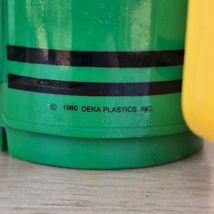 © 1980 DEKA PLASTICS, INC.